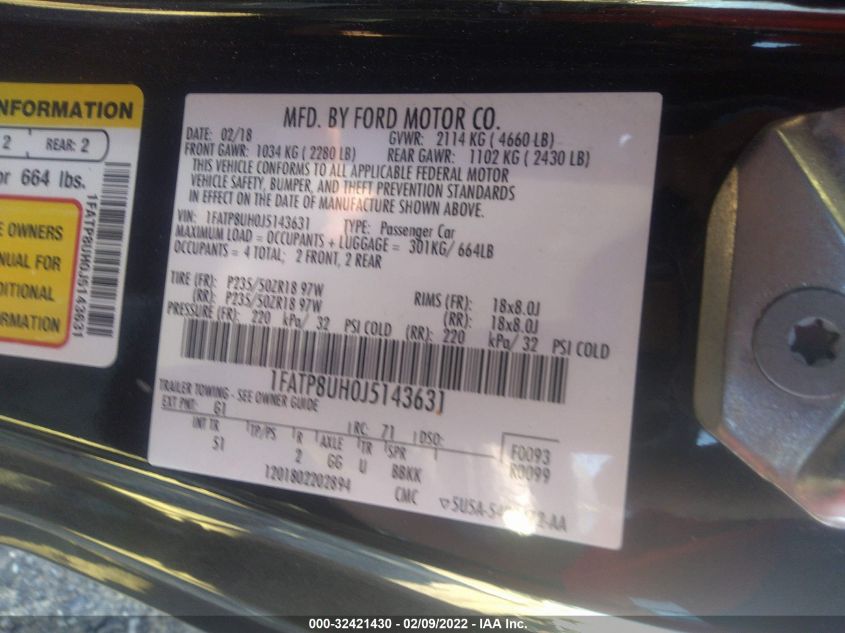 NFORMATION
2 REAR: 2
or 664 lbs.
E OWNERS
NUAL FOR
DITIONAL
RMATION
1FATP8UH0J5143631
MFD. BY FORD MOTOR CO.
DATE: 02/18 GVWR: 2114 KG ( 4660 LB)
FRONT GAWR: 1034 KG ( 2280 LB) REAR GAWR: 1102 KG ( 2430 LB)
THIS VEHICLE CONFORMS TO ALL APPLICABLE FEDERAL MOTOR
VEHICLE SAFETY, BUMPER, AND THEFT PREVENTION STANDARDS
IN EFFECT ON THE DATE OF MANUFACTURE SHOWN ABOVE.
VIN: 1FATP8UH0J5143631 TYPE: Passenger Car
MAXIMUM LOAD = OCCUPANTS + LUGGAGE = 301KG/ 664LB
OCCUPANTS = 4 TOTAL; 2 FRONT, 2 REAR
TIRE (FR): P235/50ZR18 97W RIMS (FR): 18x8.0J
(RR): P235/50ZR18 97W (RR): 18x8.0J
PRESSURE (FR): 220 kPa/ 32 PSI COLD (RR): 220 kPa/ 32 PSI COLD
1FATP8UH0J5143631
TRAILER TOWING - SEE OWNER GUIDE
EXT PNT: G1 RC: 71 DSO: F0093
INT TR TP/PS R AXLE TR SPR R0099
51 2 GG U BBKK
1201802202894 CMC
000-32421430 - 02/09/2022 - IAA Inc.